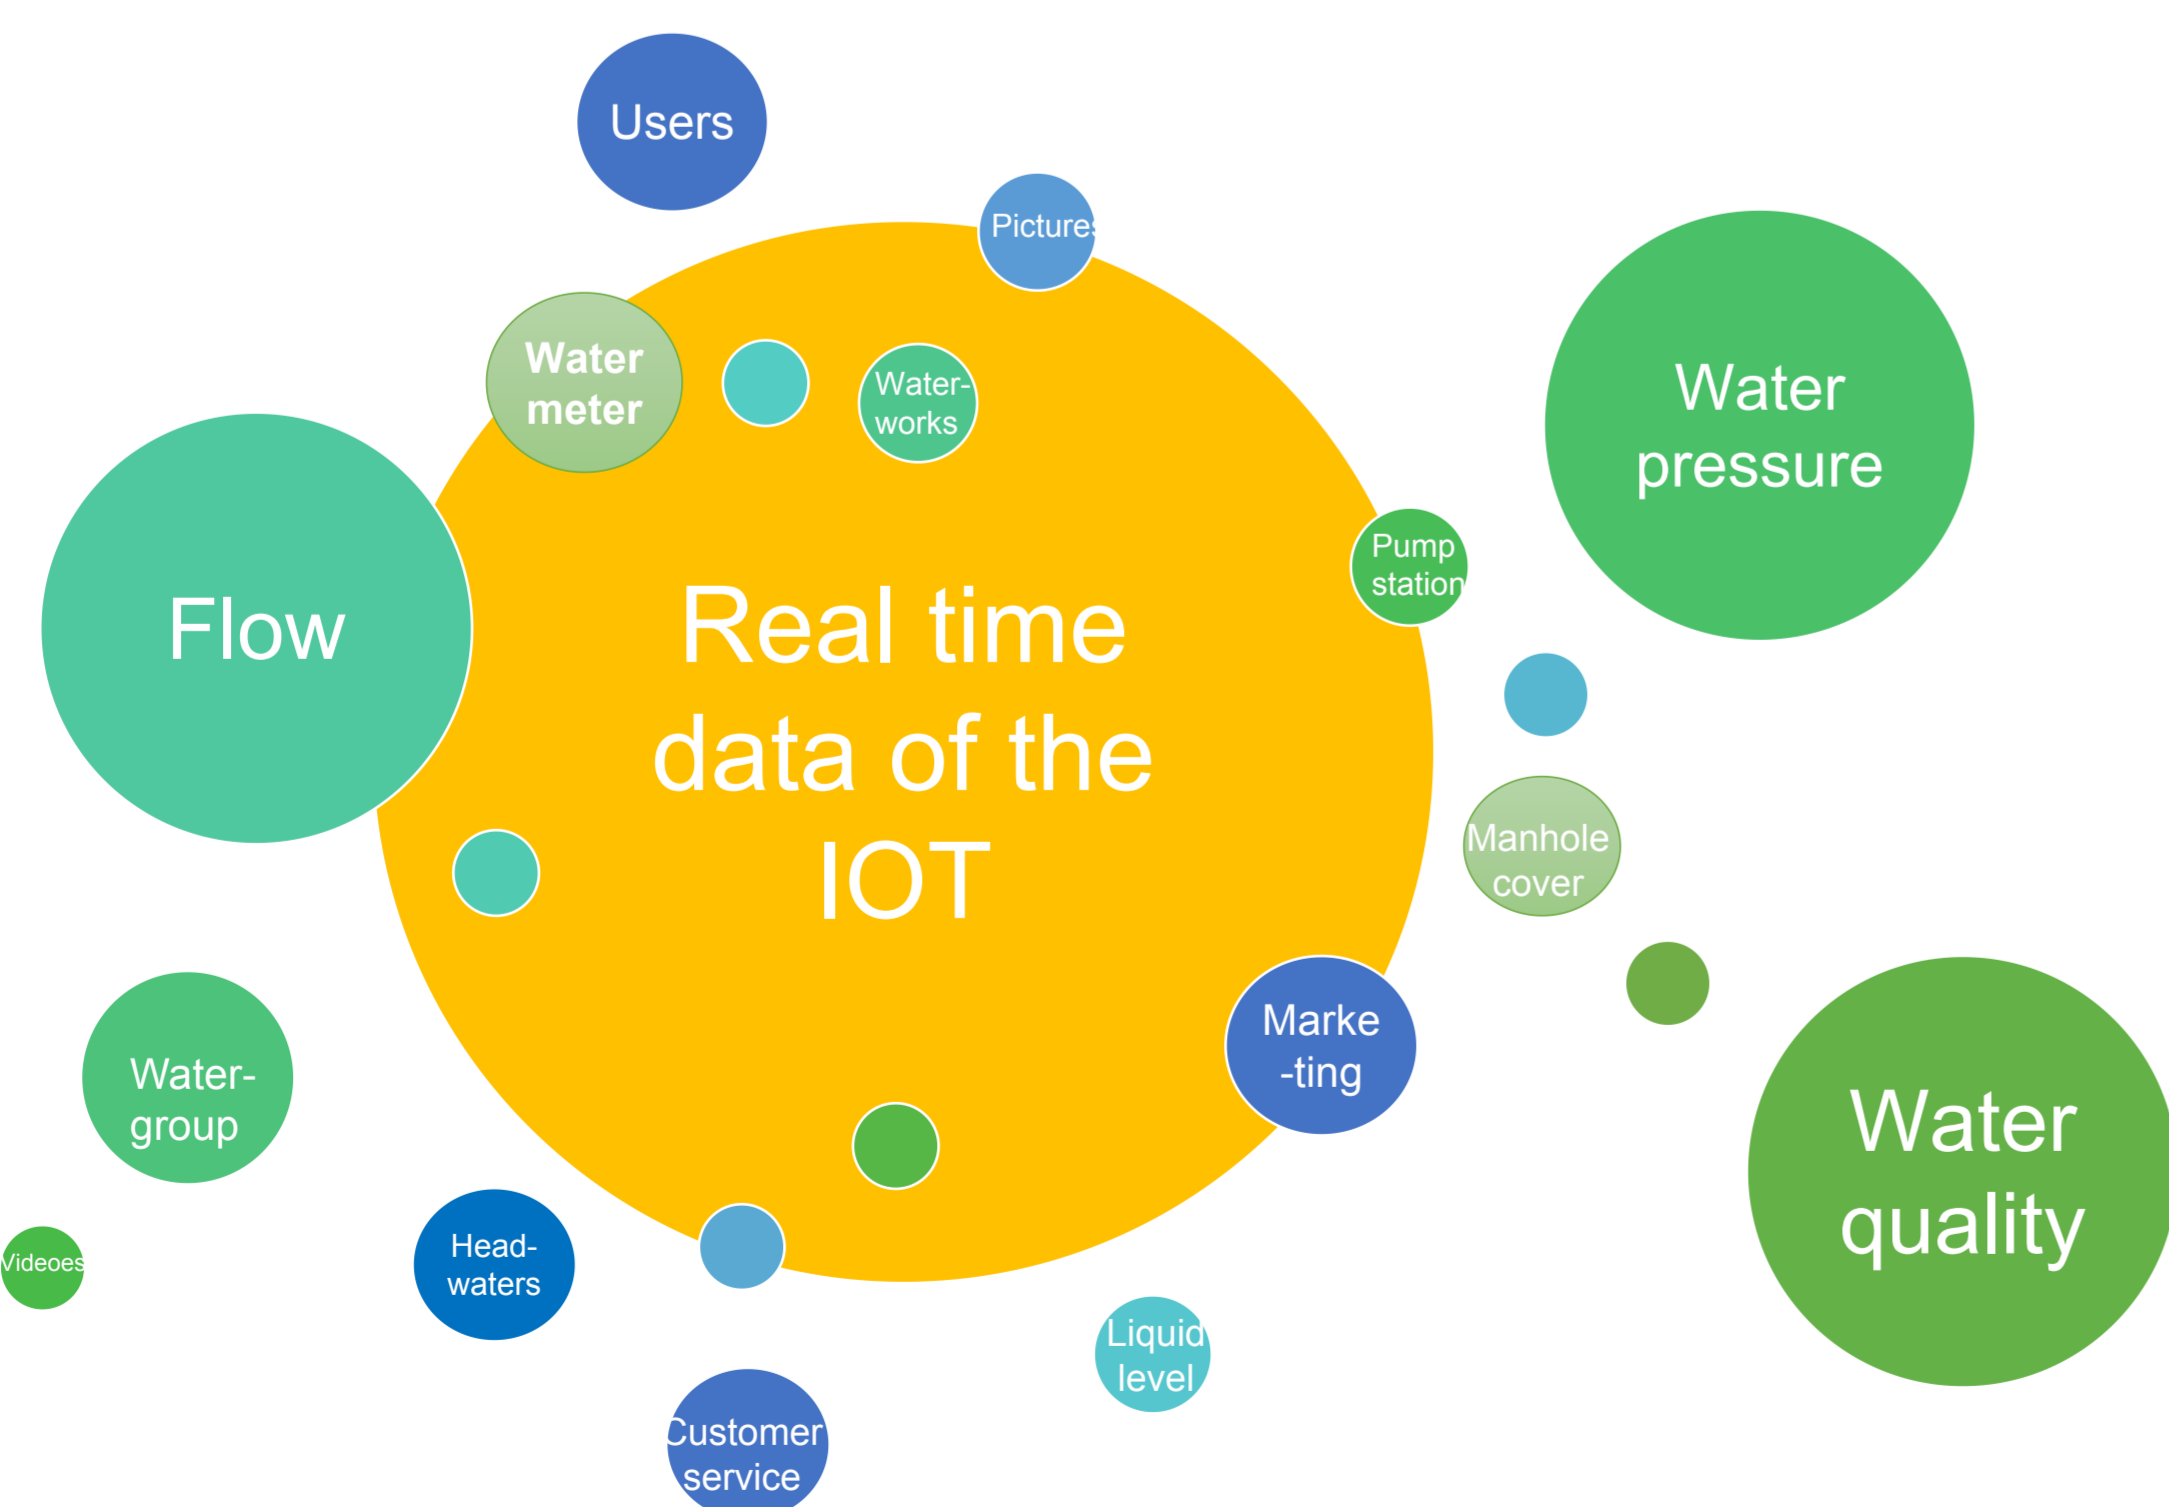 Users
Pictures
Water
meter
Water-
works
Water
pressure
Pump
station
Flow
Real time
data of the
IOT
Manhole
cover
Marke
-ting
Water-
group
Water
quality
Head-
waters
Videoes
Liquid
level
Customer
service